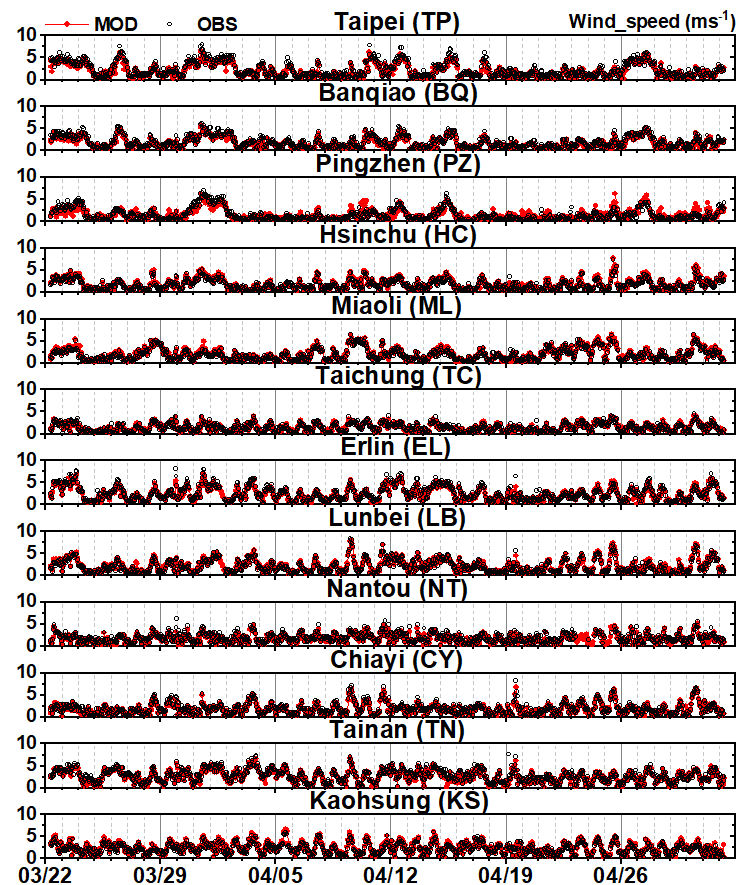 MOD OBS Taipei (TP) Wind_speed (ms-1)
10
5
0
Banqiao (BQ)
10
5
0
Pingzhen (PZ)
10
5
0
Hsinchu (HC)
10
5
0
Miaoli (ML)
10
5
0
Taichung (TC)
10
5
0
Erlin (EL)
10
5
0
Lunbei (LB)
10
5
0
Nantou (NT)
10
5
0
Chiayi (CY)
10
5
0
Tainan (TN)
10
5
0
Kaohsung (KS)
10
5
0
03/22 03/29 04/05 04/12 04/19 04/26